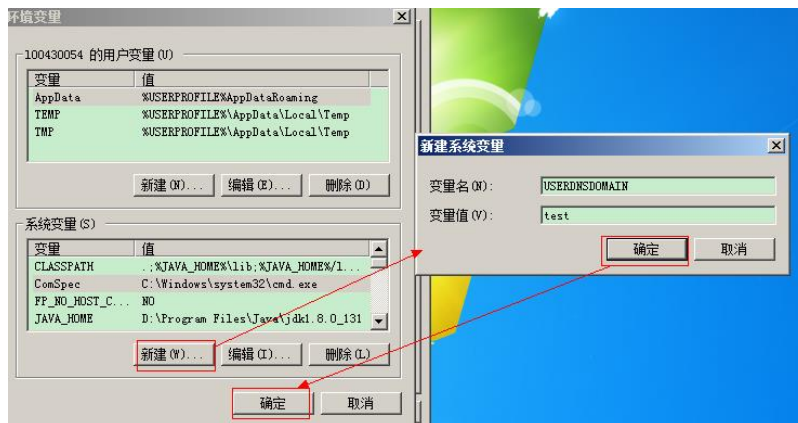 环境变量
100430054 的用户变量(U)
变量 值
AppData %USERPROFILE%AppDataRoaming
TEMP %USERPROFILE%\AppData\Local\Temp
TMP %USERPROFILE%\AppData\Local\Temp
新建(N)... 编辑(E)... 删除(D)
系统变量(S)
变量 值
CLASSPATH .;%JAVA_HOME%\lib;%JAVA_HOME%/l...
ComSpec C:\Windows\system32\cmd.exe
FP_NO_HOST_C... NO
JAVA_HOME D:\Program Files\Java\jdk1.8.0_131
新建(W)... 编辑(I)... 删除(L)
确定 取消
新建系统变量
变量名(N): USERDNSDOMAIN
变量值(V): test
确定 取消